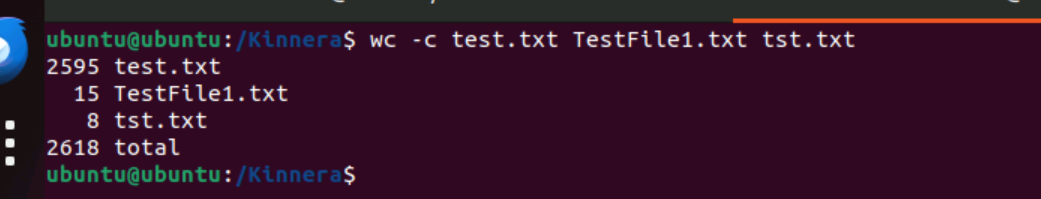 ubuntu@ubuntu:/Kinnera$ wc -c test.txt TestFile1.txt tst.txt
2595 test.txt
  15 TestFile1.txt
   8 tst.txt
2618 total
ubuntu@ubuntu:/Kinnera$